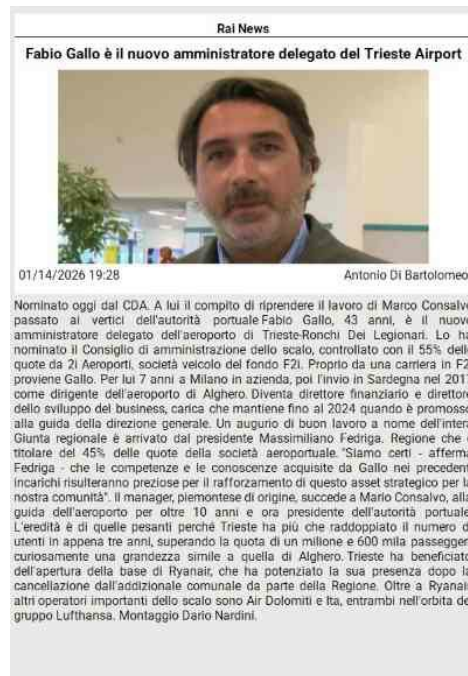 Rai News
Fabio Gallo è il nuovo amministratore delegato del Trieste Airport
01/14/2026 19:28
Antonio Di Bartolomeo
Nominato oggi dal CDA. A lui il compito di riprendere il lavoro di Marco Consalvo
passato ai vertici dell'autorità portuale Fabio Gallo, 43 anni, è il nuovo
amministratore delegato dell'aeroporto di Trieste-Ronchi Dei Legionari. Lo ha
nominato il Consiglio di amministrazione dello scalo, controllato con il 55% delle
quote da 2i Aeroporti, società veicolo del fondo F2i. Proprio da una carriera in F2
proviene Gallo. Per lui 7 anni a Milano in azienda, poi l'invio in Sardegna nel 2017
come dirigente dell'aeroporto di Alghero. Diventa direttore finanziario e direttore
dello sviluppo del business, carica che mantiene fino al 2024 quando è promosso
alla guida della direzione generale. Un augurio di buon lavoro a nome dell'intera
Giunta regionale è arrivato dal presidente Massimiliano Fedriga. Regione che
titolare del 45% delle quote della società aeroportuale. "Siamo certi - afferma
Fedriga - che le competenze e le conoscenze acquisite da Gallo nei precedent
incarichi risulteranno preziose per il rafforzamento di questo asset strategico per la
nostra comunità". Il manager, piemontese di origine, succede a Mario Consalvo, alla
guida dell'aeroporto per oltre 10 anni e ora presidente dell'autorità portuale.
L'eredità è di quelle pesanti perché Trieste ha più che raddoppiato il numero d
utenti in appena tre anni, superando la quota di un milione e 600 mila passegger
curiosamente una grandezza simile a quella di Alghero. Trieste ha beneficiato
dell'apertura della base di Ryanair, che ha potenziato la sua presenza dopo la
cancellazione dall'addizionale comunale da parte della Regione. Oltre a Ryanair
altri operatori importanti dello scalo sono Air Dolomiti e Ita, entrambi nell'orbita de
gruppo Lufthansa. Montaggio Dario Nardini.